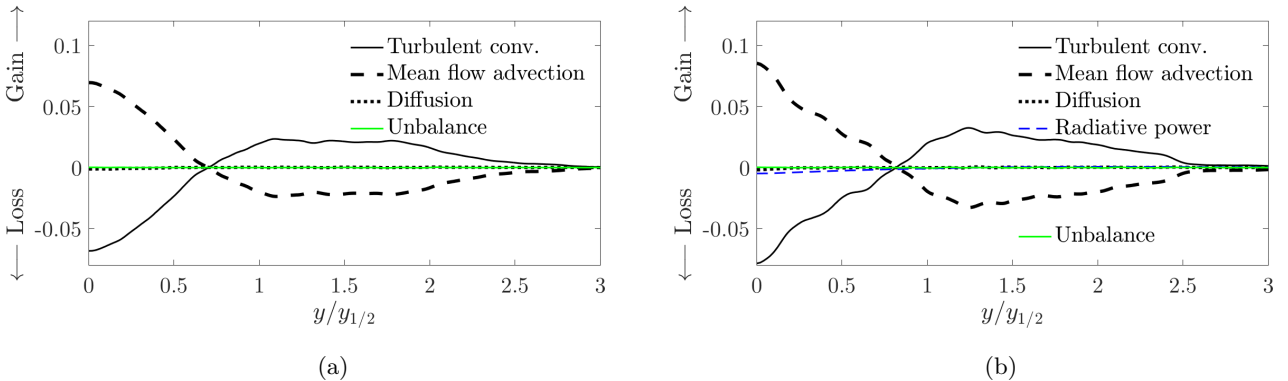 0.1
0.05
0
-0.05
Gain
Loss
Turbulent conv.
Mean flow advection
Diffusion
Unbalance
0 0.5 1 1.5 2 2.5 3
y/y1/2
(a)
0.1
0.05
0
-0.05
Gain
Loss
Turbulent conv.
Mean flow advection
Diffusion
Radiative power
Unbalance
0 0.5 1 1.5 2 2.5 3
y/y1/2
(b)